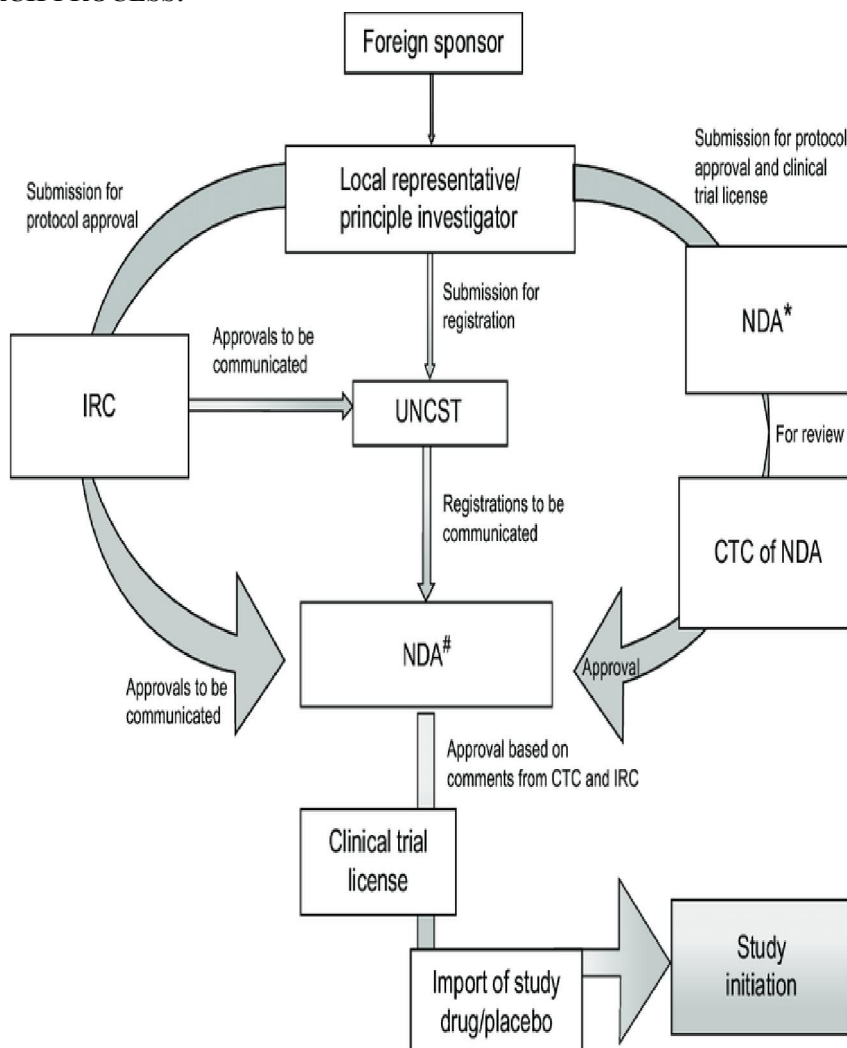 Foreign sponsor
Submission for protocol
approval and clinical
trial license
Local representative/
principle investigator
Submission for
protocol approval
Submission for
registration
NDA*
Approvals to be
communicated
IRC
UNCST
For review
Registrations to be
communicated
CTC of NDA
NDA#
Approval
Approvals to be
communicated
Approval based on
comments from CTC and IRC
Clinical trial
license
Study
initiation
Import of study
drug/placebo